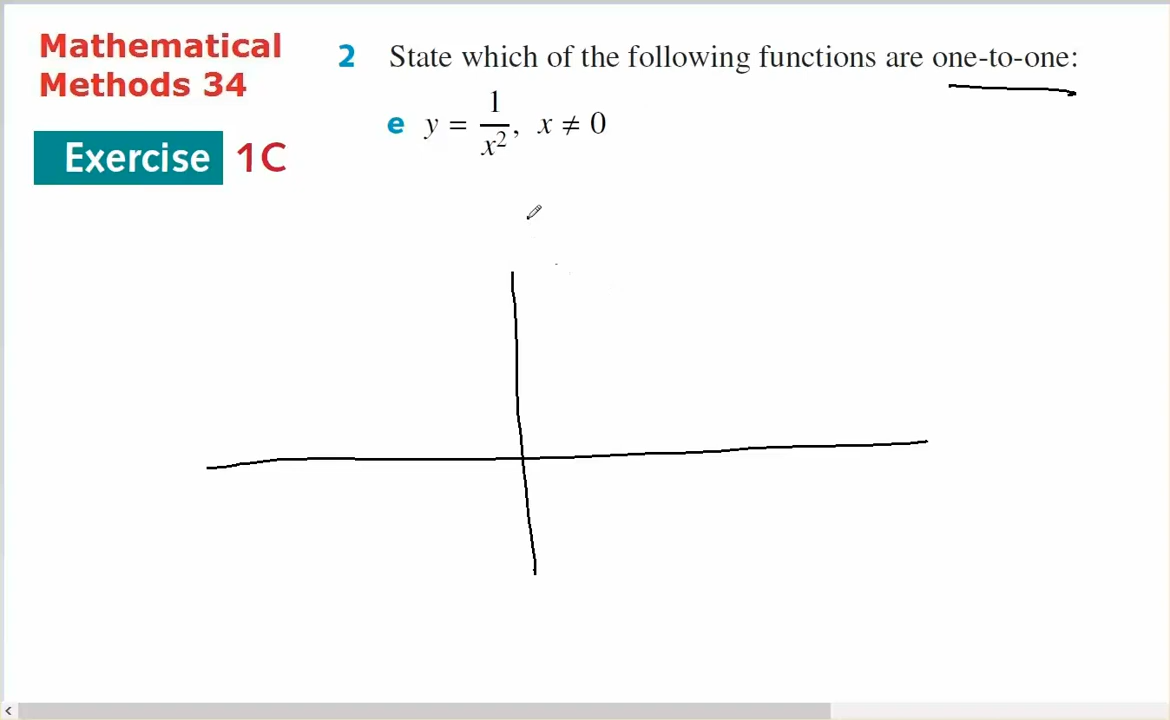 Mathematical
Methods 34
Exercise 1C
2 State which of the following functions are one-to-one:
e y = 1/x², x ≠ 0